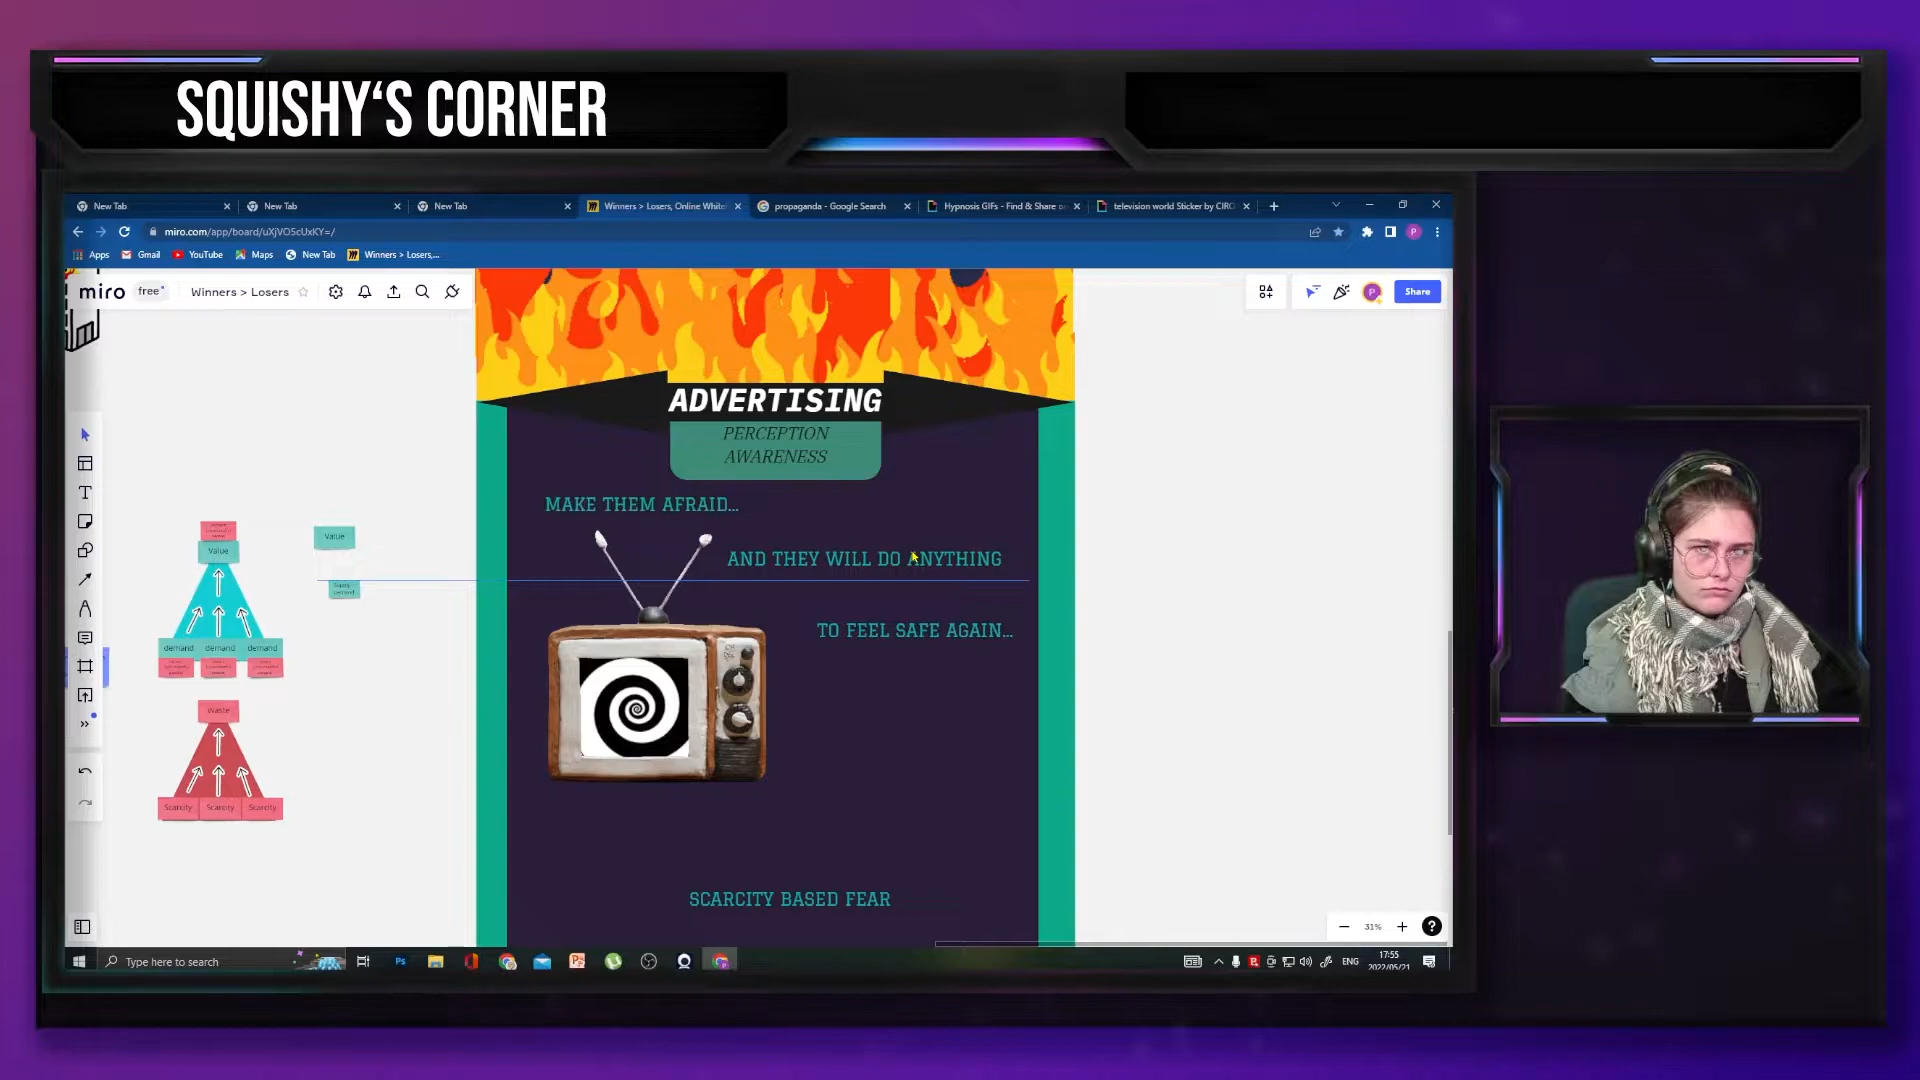 SQUISHY'S CORNER
New Tab
New Tab
New Tab
Winners > Losers, Online White
propaganda - Google Search
Hypnosis GIFs - Find & Share on
television world Sticker by CIRC
miro.com/app/board/uXjVO5cUxKY=/
Apps
Gmail
YouTube
Maps
New Tab
Winners > Losers,...
miro
free
Winners > Losers
Share
ADVERTISING
PERCEPTION
AWARENESS
MAKE THEM AFRAID...
AND THEY WILL DO ANYTHING
TO FEEL SAFE AGAIN...
SCARCITY BASED FEAR
Value
Value
demand
demand
demand
Waste
Scarcity
Scarcity
Scarcity
31%
Type here to search
ENG
17:55
2022/05/21